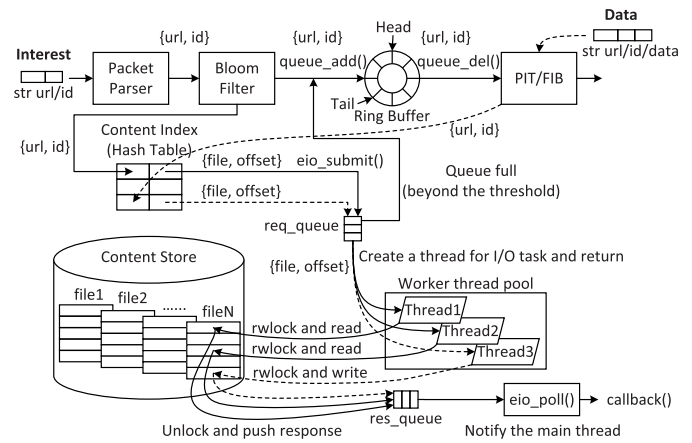 Data
Head
{url, id}
{url, id}
{url, id}
Interest
queue_add()
queue_del()
str url/id/data
Packet
Parser
Bloom
Filter
PIT/FIB
str url/id
Tail
Ring Buffer
Content Index
(Hash Table)
{url, id}
{url, id}
{file, offset}
eio_submit()
Queue full
(beyond the threshold)
{file, offset}
req_queue
Content Store
{file, offset}
Create a thread for I/O task and return
Worker thread pool
file1
file2
......
fileN
Thread1
rwlock and read
Thread2
rwlock and read
Thread3
rwlock and write
eio_poll()
callback()
res_queue
Unlock and push response
Notify the main thread